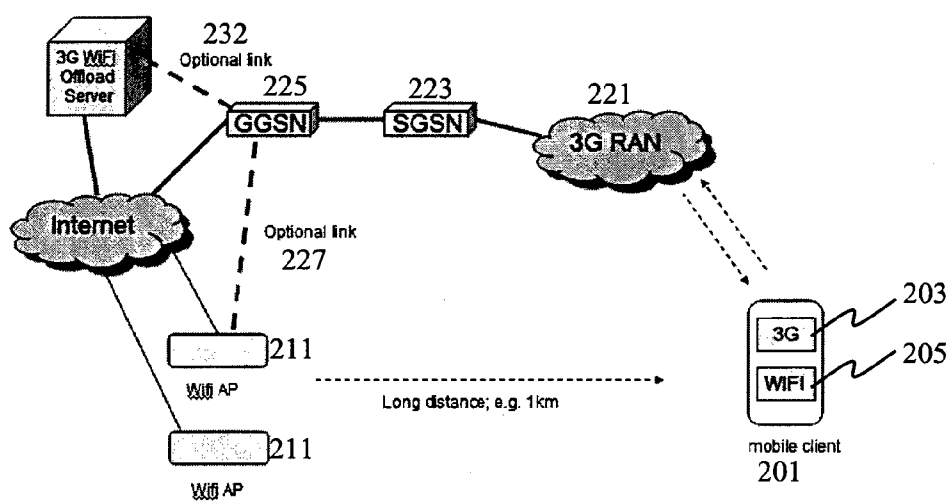 232
3G WiFi
Offload
Server
Optional link
225
GGSN
223
SGSN
221
3G RAN
Internet
Optional link
227
203
3G
205
WIFI
211
Wifi AP
Long distance; e.g. 1km
mobile client
201
211
Wifi AP